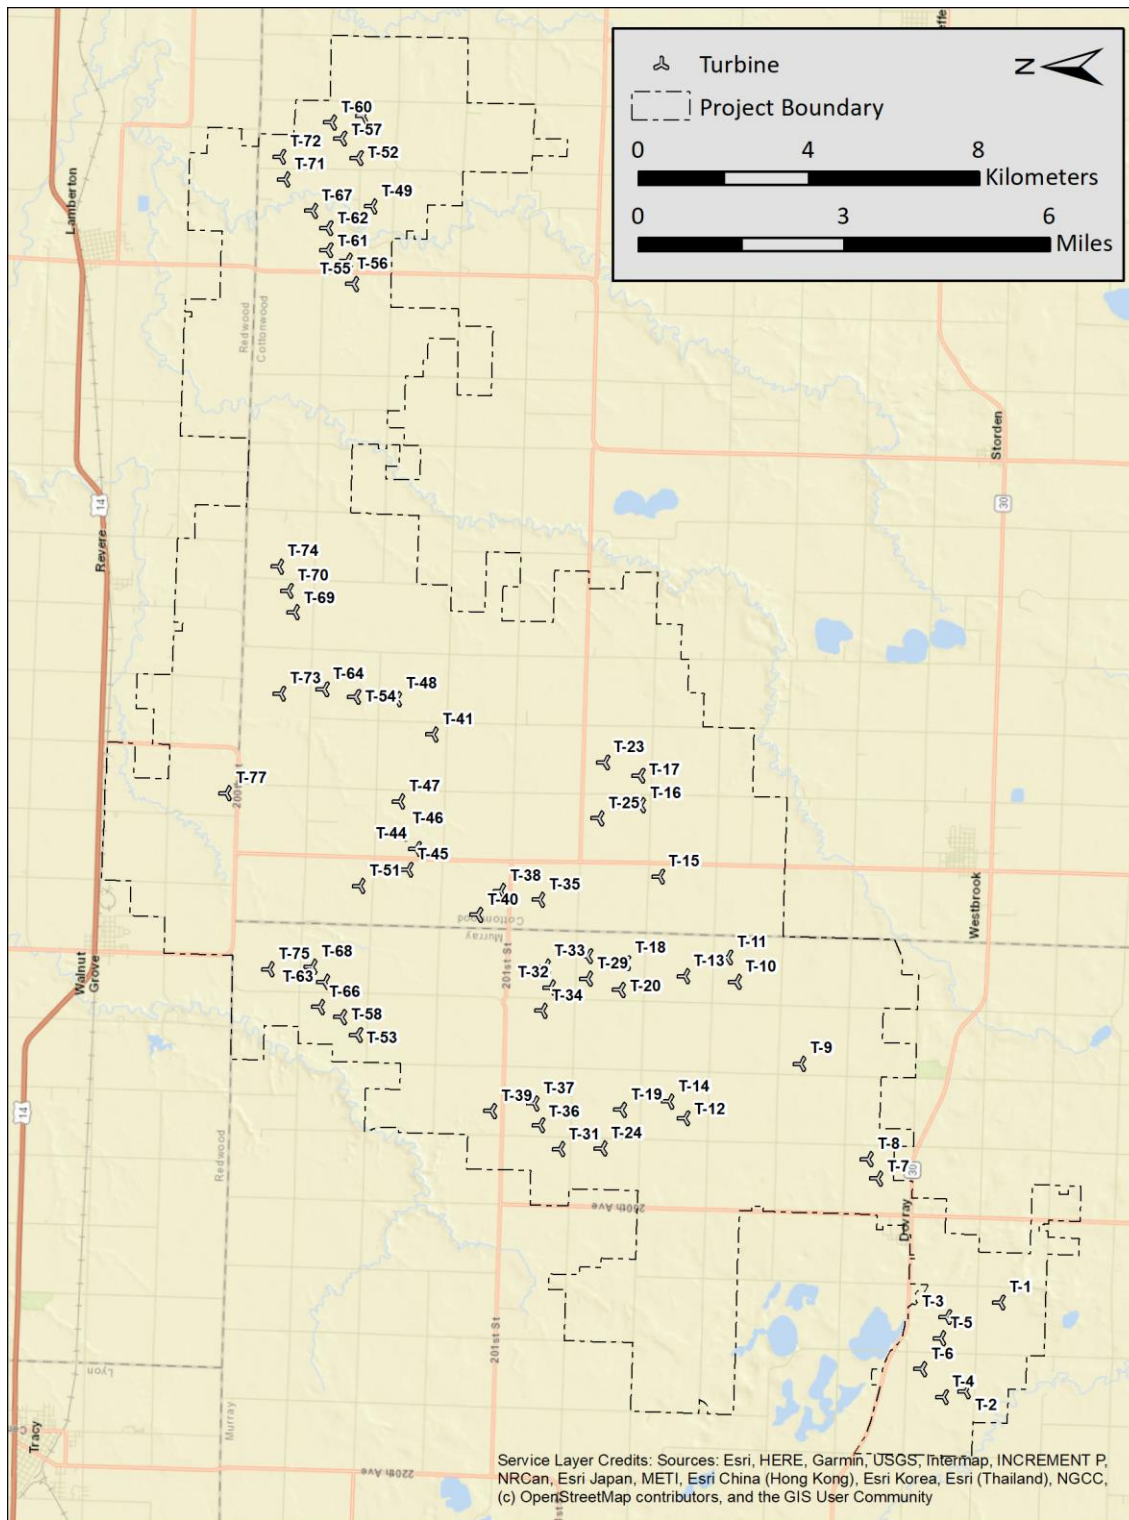 effe
Turbine
N
Project Boundary
0 4 8
Kilometers
0 3 6
Miles
T-60
T-57
T-72
T-52
T-71
T-67
T-49
T-62
T-61
T-56
T-55
Lamberton
Redwood
Cottonwood
Storden
14
30
Revere
T-74
T-70
T-69
T-73
T-64
T-48
T-54
T-41
T-23
T-17
T-77
200th St
T-47
T-16
T-25
T-46
T-44
T-45
T-51
T-38
T-15
T-35
T-40
Cottonwood
Murray
Westbrook
Walnut
Grove
T-75
T-68
T-33
T-18
T-11
T-63
T-32
T-29
T-13
T-10
201st St
T-66
T-34
T-20
T-58
T-53
T-9
T-37
T-14
T-39
T-19
T-36
T-12
14
T-31
T-24
T-8
T-7
30
Redwood
260th Ave
Dovray
T-1
T-3
T-5
201st St
T-6
Lyon
T-4
T-2
Murray
Tracy
220th Ave
Service Layer Credits: Sources: Esri, HERE, Garmin, USGS, Intermap, INCREMENT P,
NRCan, Esri Japan, METI, Esri China (Hong Kong), Esri Korea, Esri (Thailand), NGCC,
(c) OpenStreetMap contributors, and the GIS User Community